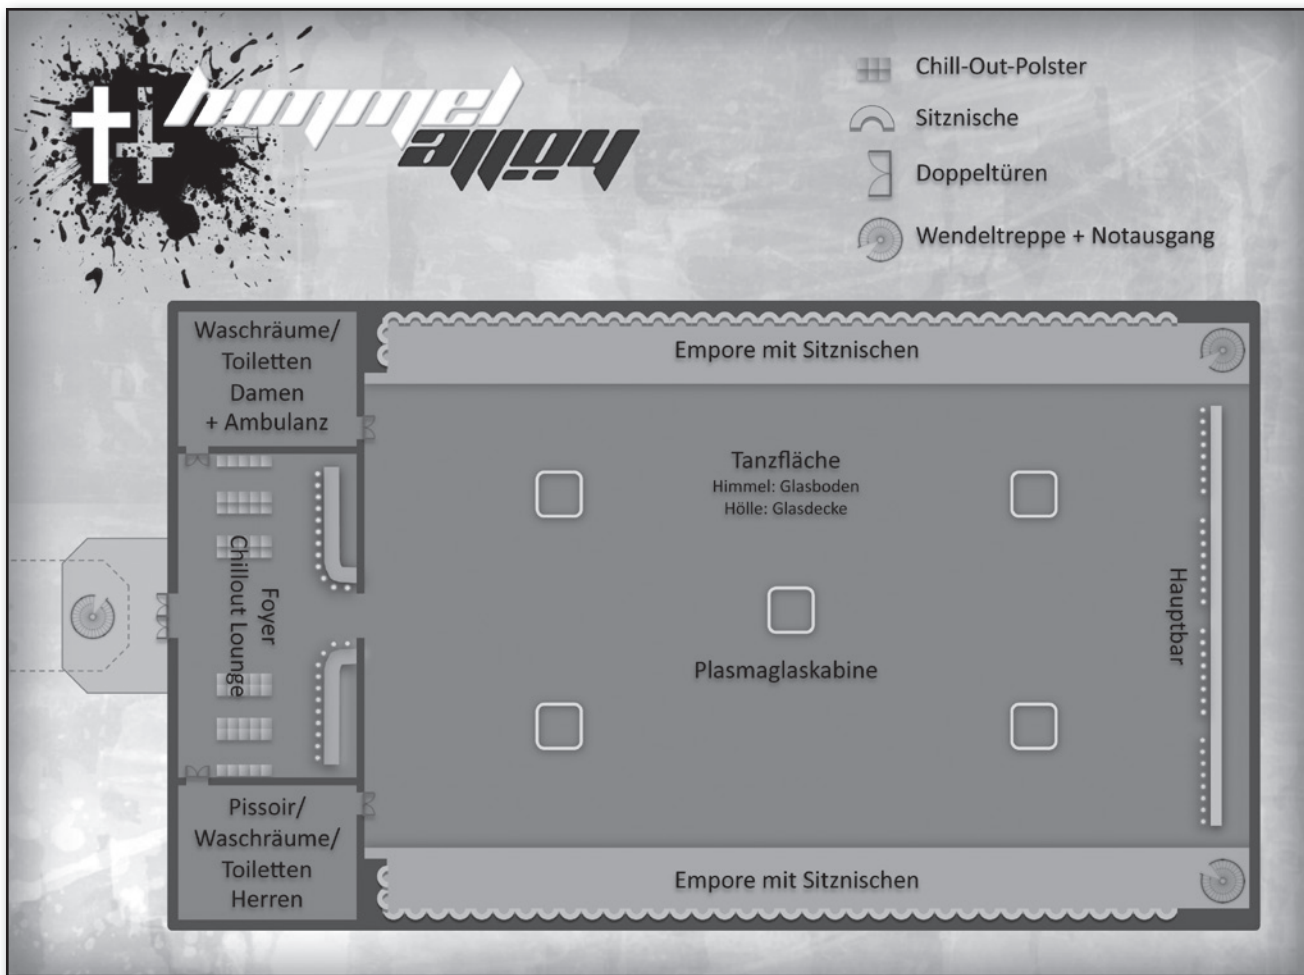 himmel
hölle
Chill-Out-Polster
Sitznische
Doppeltüren
Wendeltreppe + Notausgang
Waschräume/
Toiletten
Damen
+ Ambulanz
Empore mit Sitznischen
Tanzfläche
Himmel: Glasboden
Hölle: Glasdecke
Foyer
Chillout Lounge
Hauptbar
Plasmaglaskabine
Pissoir/
Waschräume/
Toiletten
Herren
Empore mit Sitznischen